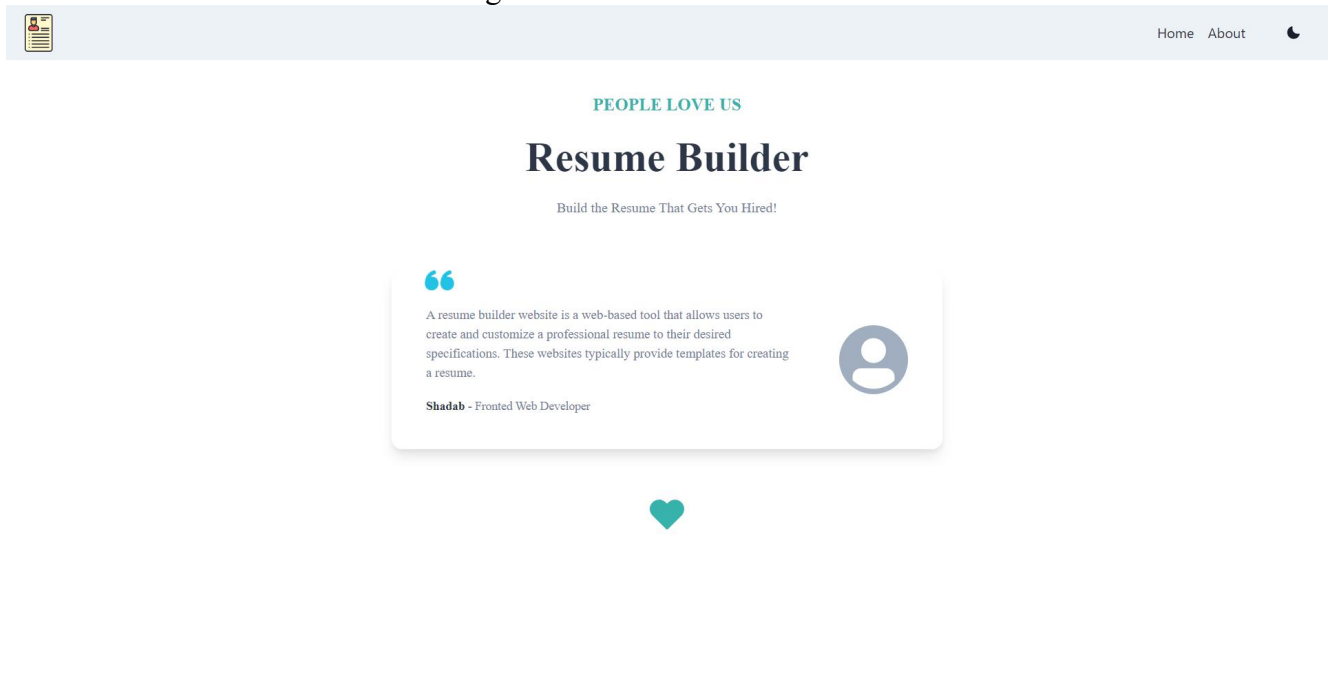 Home About
PEOPLE LOVE US
Resume Builder
Build the Resume That Gets You Hired!
A resume builder website is a web-based tool that allows users to
create and customize a professional resume to their desired
specifications. These websites typically provide templates for creating
a resume.
Shadab - Fronted Web Developer